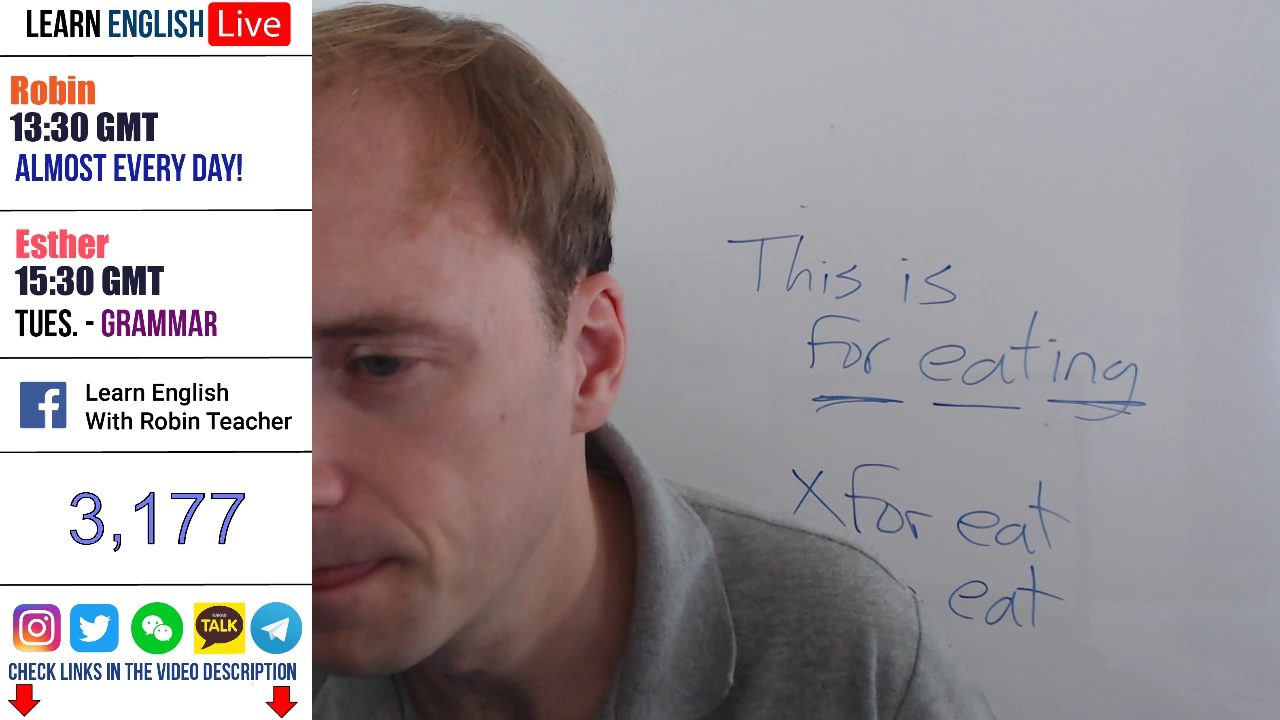 LEARN ENGLISH Live
Robin
13:30 GMT
ALMOST EVERY DAY!
Esther
15:30 GMT
TUES. - GRAMMAR
f Learn English
With Robin Teacher
3,177
TALK
CHECK LINKS IN THE VIDEO DESCRIPTION
This is
for eating
X for eat
eat